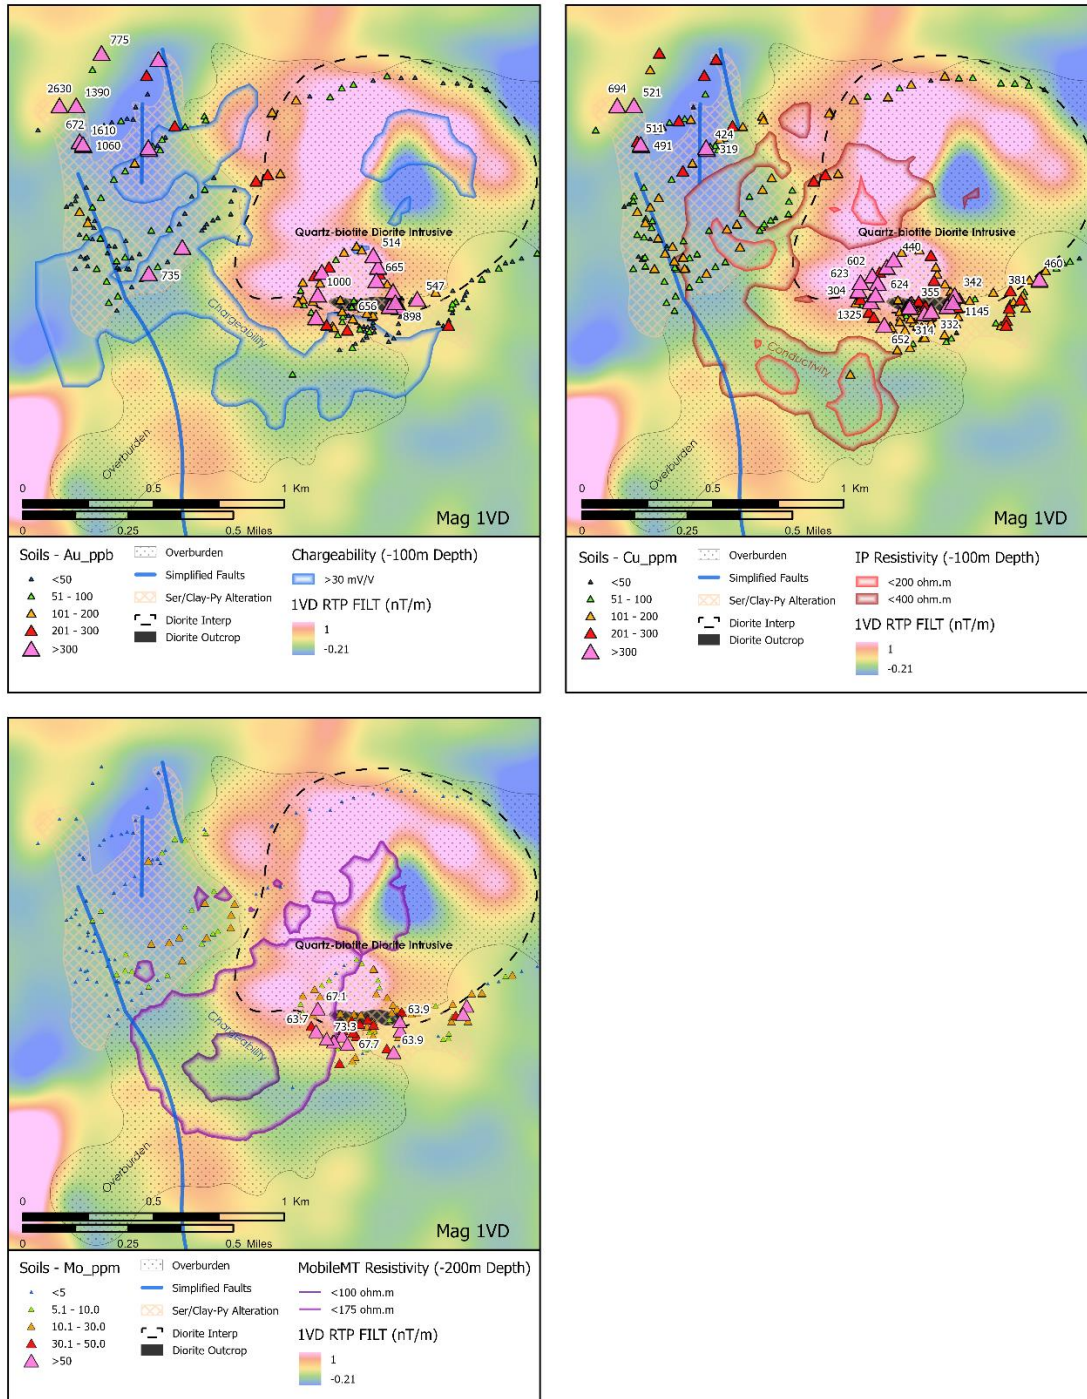 775
2630
1390
672
1610
1060
735
Quartz-biotite Diorite Intrusive
514
665
1000
547
656
898
Chargeability
Overburden
0 0.5 1 Km
0 0.25 0.5 Miles
Mag 1VD
Soils - Au_ppb
<50
51 - 100
101 - 200
201 - 300
>300
Overburden
Simplified Faults
Ser/Clay-Py Alteration
Diorite Interp
Diorite Outcrop
Chargeability (-100m Depth)
>30 mV/V
1VD RTP FILT (nT/m)
1
-0.21
694
521
511
491
424
319
Quartz-biotite Diorite Intrusive
440
602
623
304
624
355
342
381
460
1325
1145
314
332
652
Conductivity
Overburden
0 0.5 1 Km
0 0.25 0.5 Miles
Mag 1VD
Soils - Cu_ppm
<50
51 - 100
101 - 200
201 - 300
>300
Overburden
Simplified Faults
Ser/Clay-Py Alteration
Diorite Interp
Diorite Outcrop
IP Resistivity (-100m Depth)
<200 ohm.m
<400 ohm.m
1VD RTP FILT (nT/m)
1
-0.21
Quartz-biotite Diorite Intrusive
67.1
63.7
63.9
73.3
67.7
63.9
Chargeability
Overburden
0 0.5 1 Km
0 0.25 0.5 Miles
Mag 1VD
Soils - Mo_ppm
<5
5.1 - 10.0
10.1 - 30.0
30.1 - 50.0
>50
Overburden
Simplified Faults
Ser/Clay-Py Alteration
Diorite Interp
Diorite Outcrop
MobileMT Resistivity (-200m Depth)
<100 ohm.m
<175 ohm.m
1VD RTP FILT (nT/m)
1
-0.21